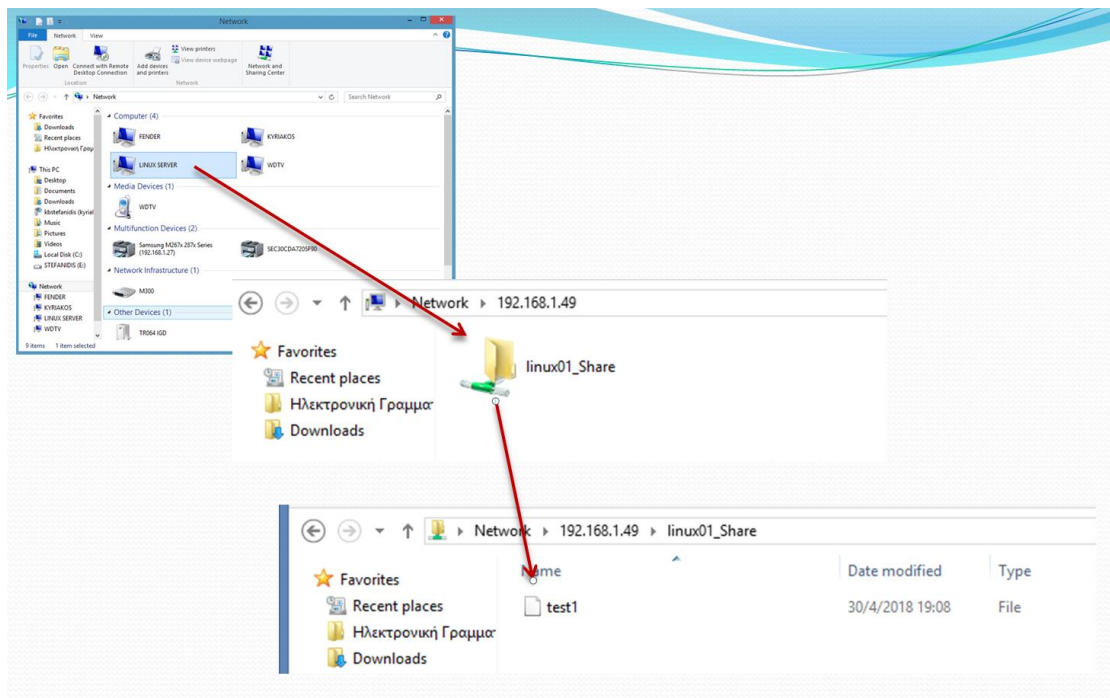 Network
File Network View
Properties Open Connect with Remote Desktop Connection Add devices and printers View printers View device webpage Network and Sharing Center
Location Network
Network Search Network
Favorites
Downloads
Recent places
Ηλεκτρονική Γραμ
This PC
Desktop
Documents
Downloads
kbstefanidis (kyriak
Music
Pictures
Videos
Local Disk (C:)
STEFANIDIS (E:)
Network
FENDER
KYRIAKOS
LINUX SERVER
WDTV
Computer (4)
FENDER KYRIAKOS
LINUX SERVER WDTV
Media Devices (1)
WDTV
Multifunction Devices (2)
Samsung M267x 287x Series (192.168.1.27)
Network Infrastructure (1)
M300
Other Devices (1)
TR064 IGD
9 items 1 item selected
Network 192.168.1.49
Favorites
Recent places
Ηλεκτρονική Γραμμα
Downloads
linux01_Share
Network 192.168.1.49 linux01_Share
Favorites
Recent places
Ηλεκτρονική Γραμμα
Downloads
Name Date modified Type
test1 30/4/2018 19:08 File